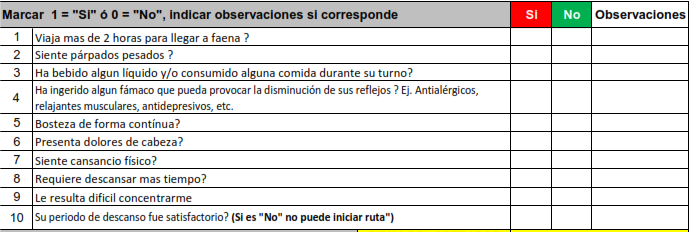 Marcar 1 = "Si" ó 0 = "No", indicar observaciones si corresponde Si No Observaciones
1 Viaja mas de 2 horas para llegar a faena ?
2 Siente párpados pesados ?
3 Ha bebido algun líquido y/o consumido alguna comida durante su turno?
4 Ha ingerido algun fámaco que pueda provocar la disminución de sus reflejos ? Ej. Antialérgicos,
relajantes musculares, antidepresivos, etc.
5 Bosteza de forma contínua?
6 Presenta dolores de cabeza?
7 Siente cansancio físico?
8 Requiere descansar mas tiempo?
9 Le resulta dificil concentrarme
10 Su periodo de descanso fue satisfactorio? (Si es "No" no puede iniciar ruta")